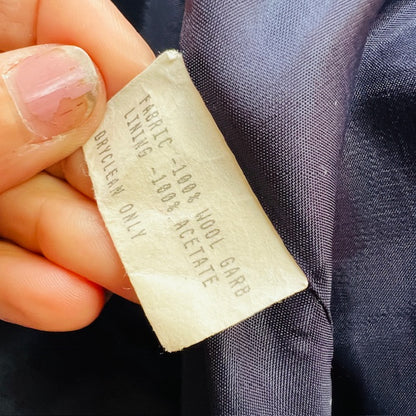 FABRIC -100% WOOL GARB
LINING -100% ACETATE
DRYCLEAN ONLY